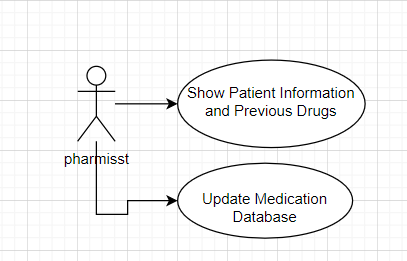 Show Patient Information
and Previous Drugs
pharmisst
Update Medication
Database